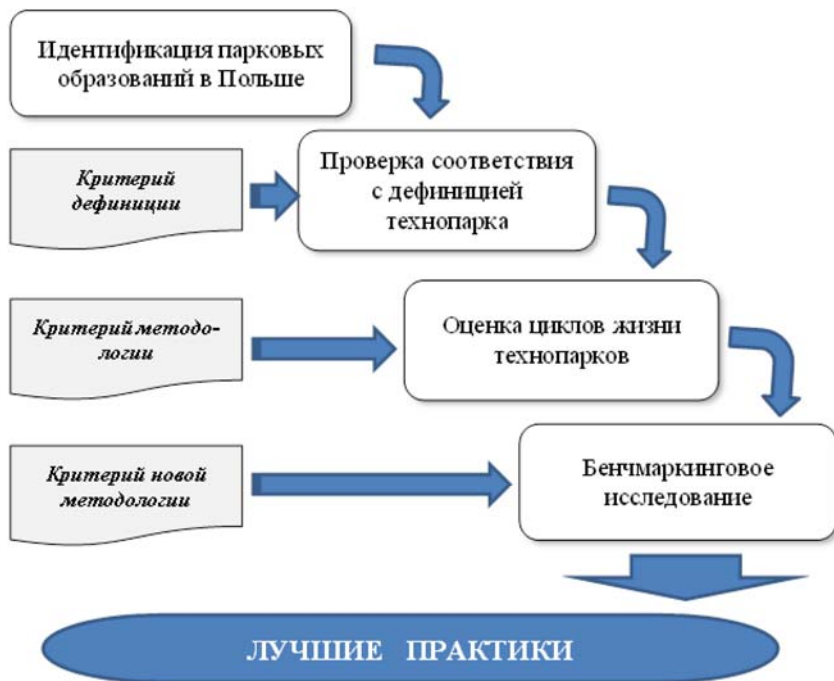 Идентификация парковых
образований в Польше
Критерий
дефиниции
Проверка соответствия
с дефиницией
технопарка
Критерий методо-
логии
Оценка циклов жизни
технопарков
Критерий новой
методологии
Бенчмаркинговое
исследование
ЛУЧШИЕ ПРАКТИКИ